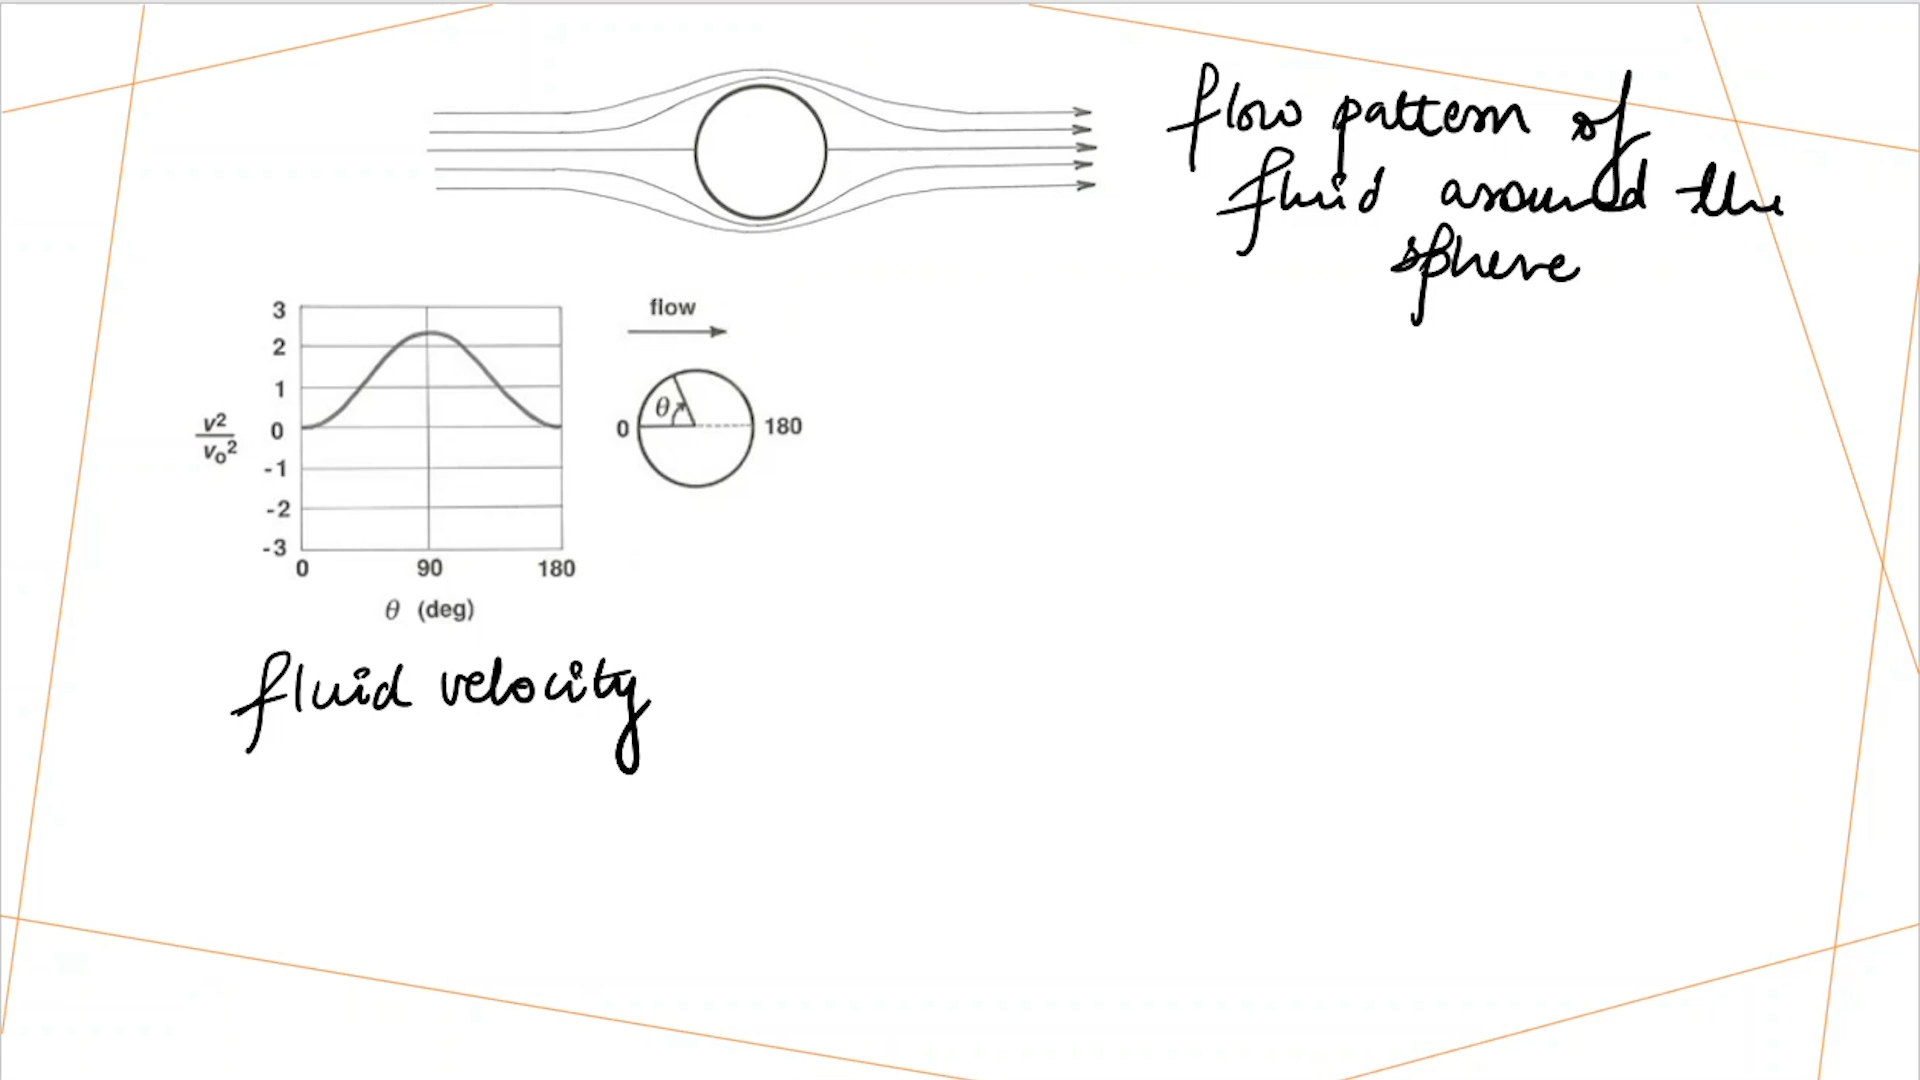 flow pattern of
fluid around the
sphere
flow
3
2
1
0
-1
-2
-3
v²
v₀²
0 90 180
θ (deg)
θ
0
180
fluid velocity